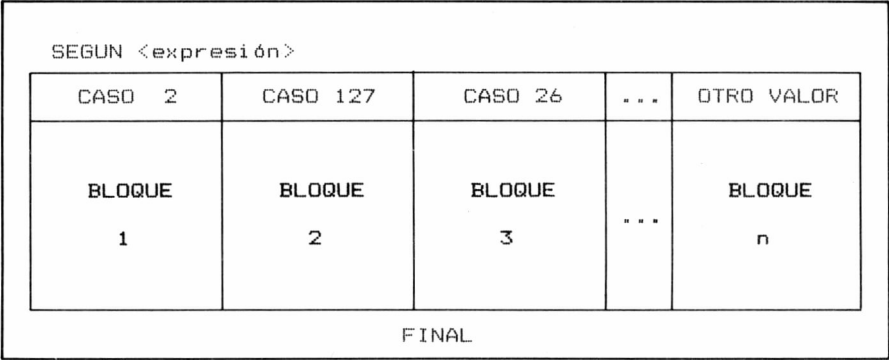 SEGUN <expresión>
CASO 2 CASO 127 CASO 26 ... OTRO VALOR
BLOQUE BLOQUE BLOQUE ... BLOQUE
1 2 3 n
FINAL